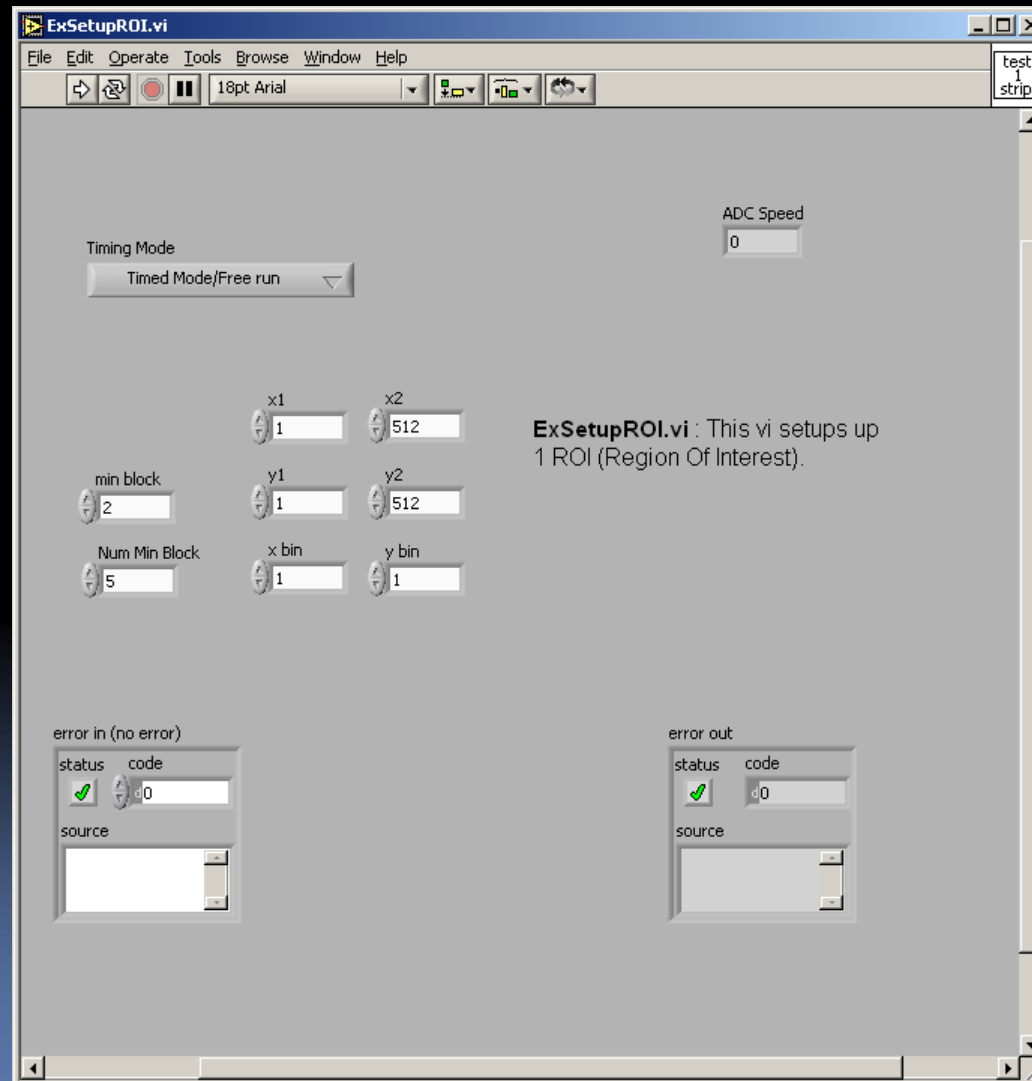 ExSetupROI.vi
File Edit Operate Tools Browse Window Help
18pt Arial
test
1
strip
ADC Speed
0
Timing Mode
Timed Mode/Free run
x1 x2
1 512
ExSetupROI.vi : This vi setups up
1 ROI (Region Of Interest).
min block y1 y2
2 1 512
Num Min Block x bin y bin
5 1 1
error in (no error) error out
status code status code
d0 d0
source source